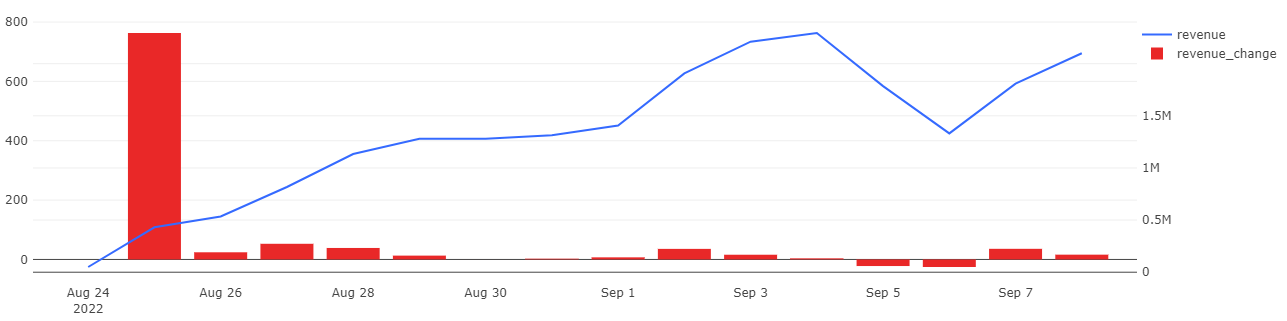 800
600
400
200
0
1.5M
1M
0.5M
0
Aug 24
2022
Aug 26
Aug 28
Aug 30
Sep 1
Sep 3
Sep 5
Sep 7
revenue
revenue_change